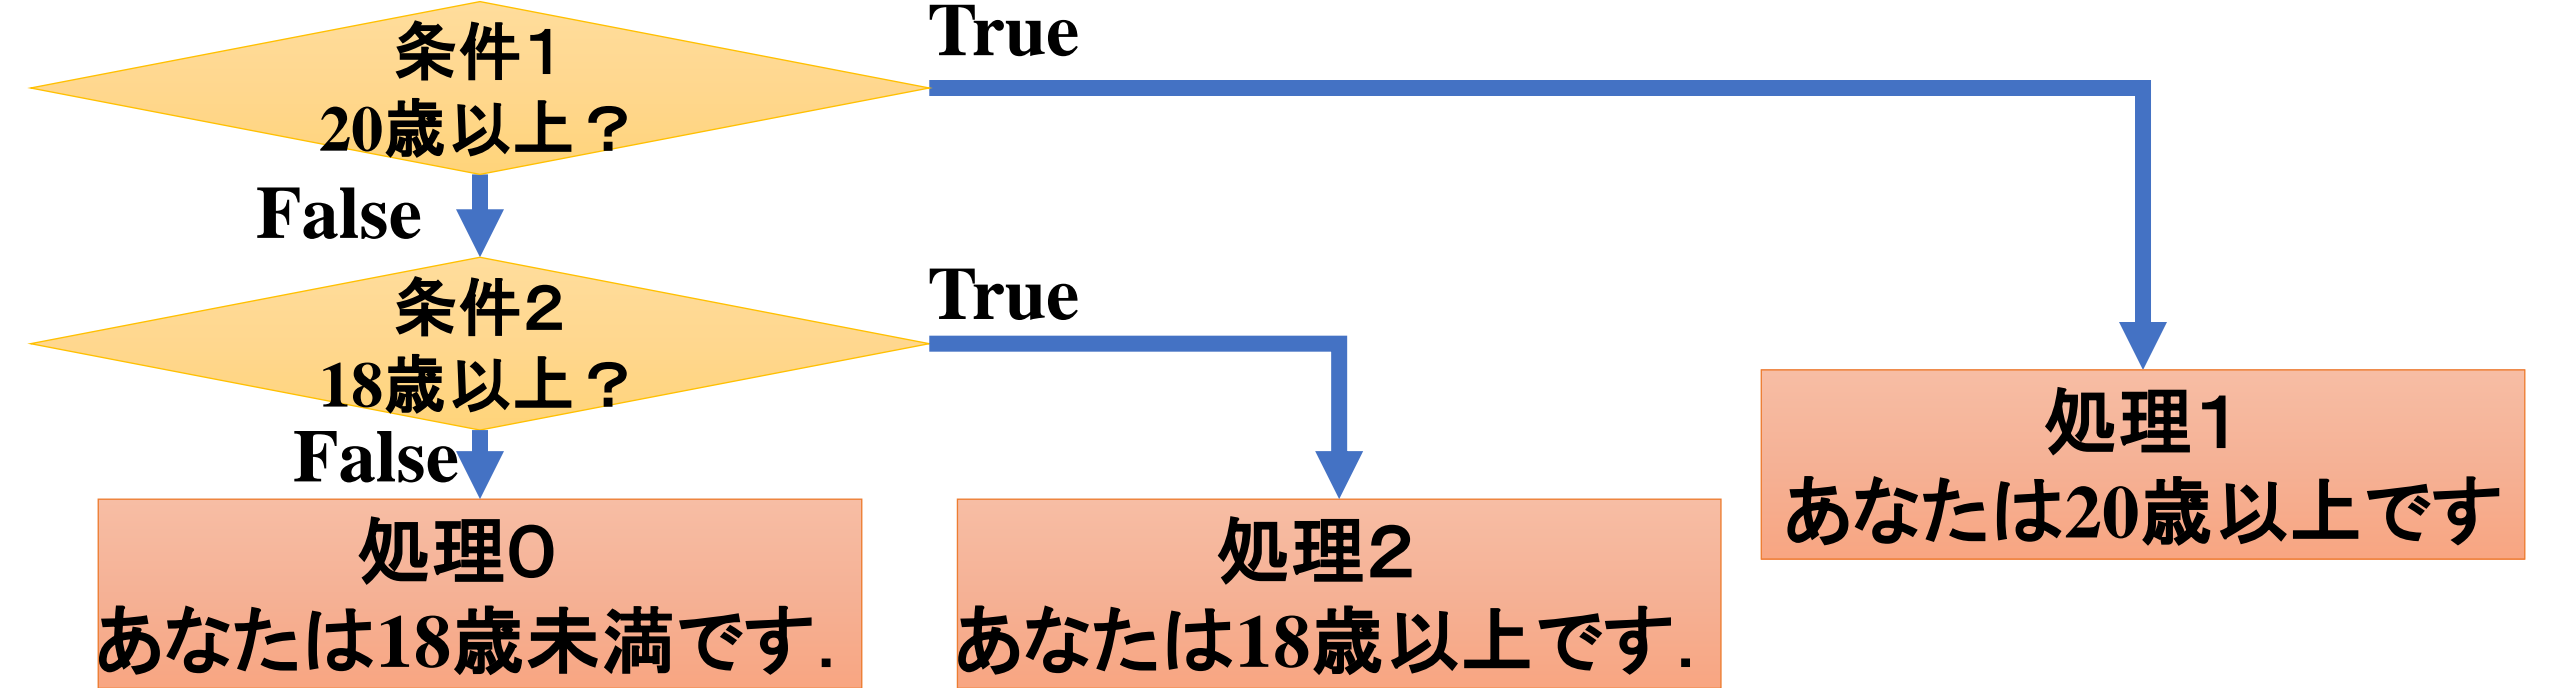 条件１
20歳以上？
True
False
条件２
18歳以上？
True
False
処理０
あなたは18歳未満です．
処理２
あなたは18歳以上です．
処理１
あなたは20歳以上です